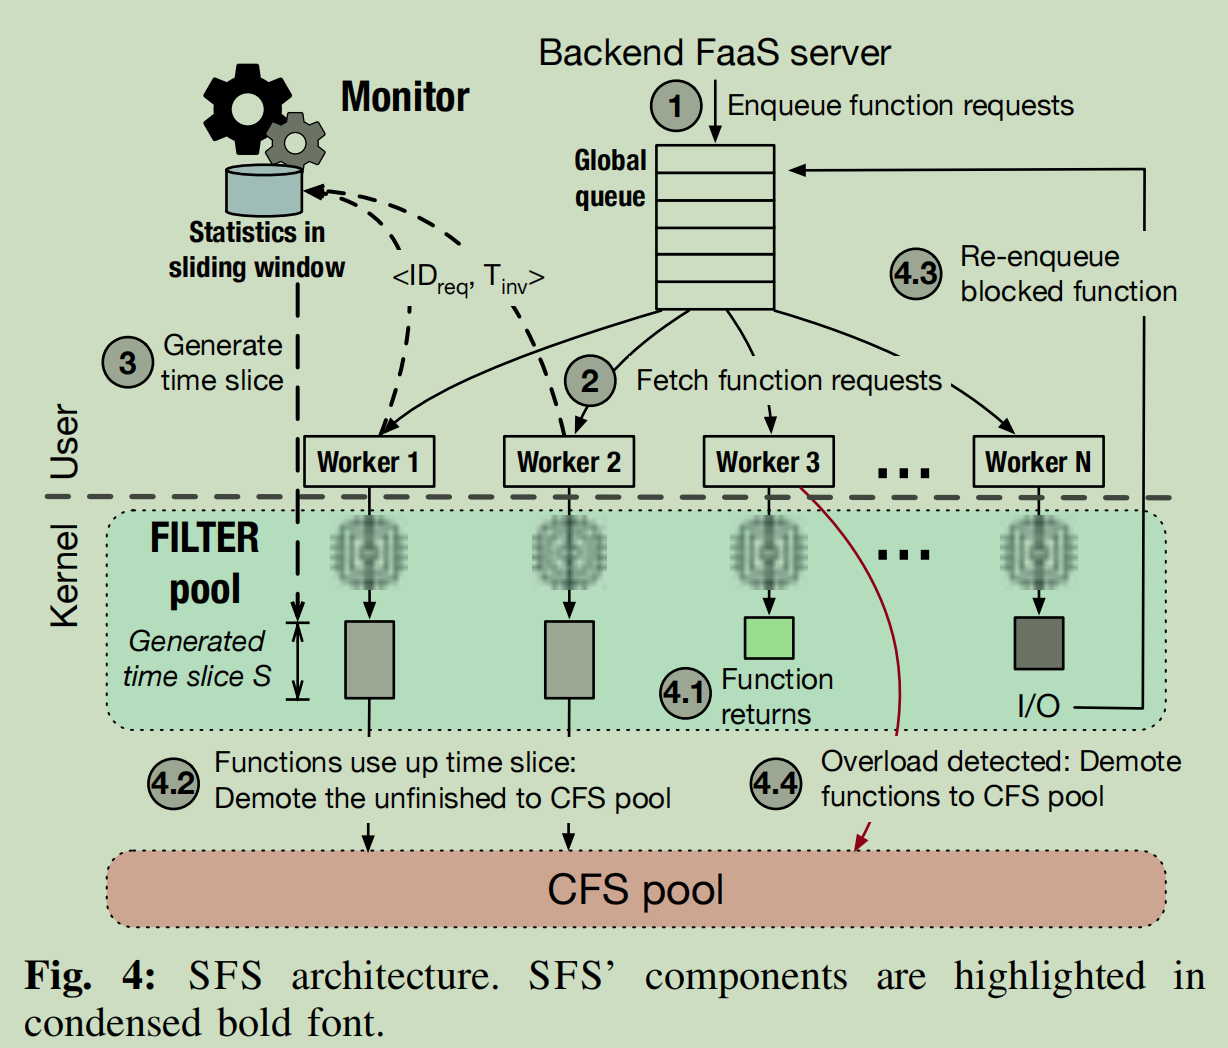 Backend FaaS server
Monitor
1
Enqueue function requests
Global
queue
Statistics in
sliding window
<IDreq, Tinv>
4.3
Re-enqueue
blocked function
3
Generate
time slice
2
Fetch function requests
User
Worker 1
Worker 2
Worker 3
...
Worker N
Kernel
FILTER
pool
...
Generated
time slice S
4.1
Function
returns
I/O
4.2
Functions use up time slice:
Demote the unfinished to CFS pool
4.4
Overload detected: Demote
functions to CFS pool
CFS pool
Fig. 4: SFS architecture. SFS’ components are highlighted in
condensed bold font.